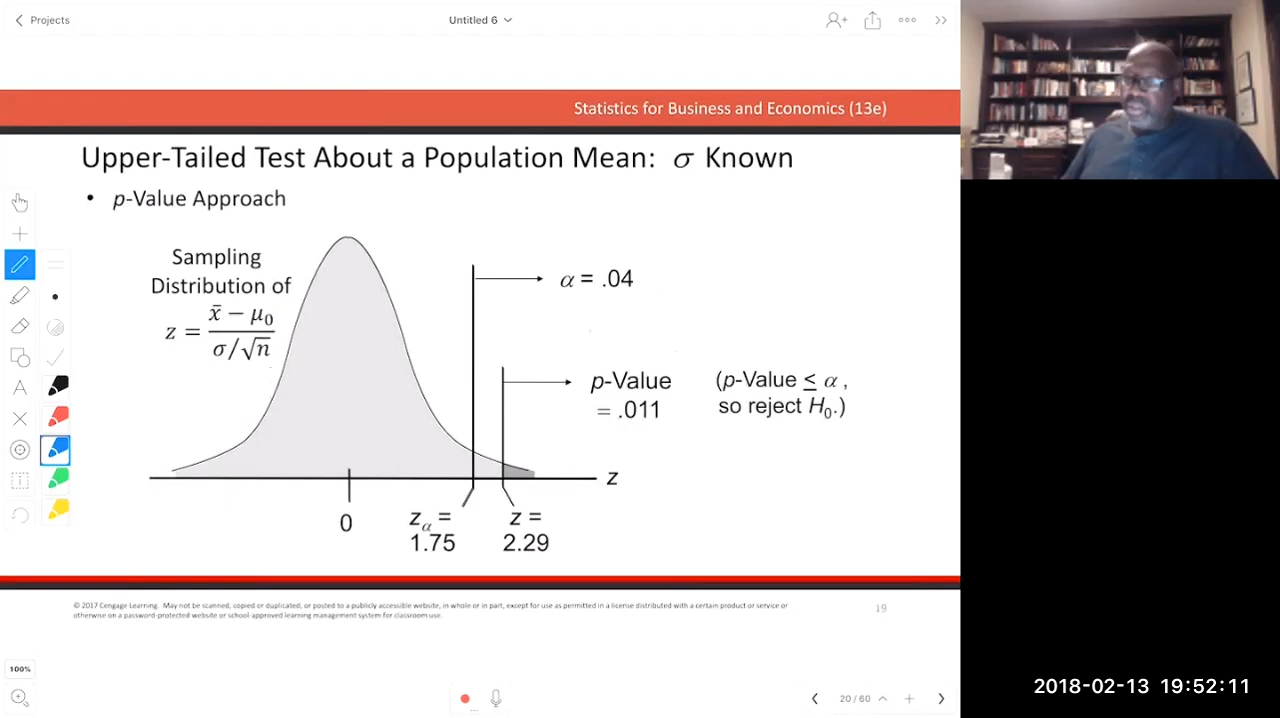 Projects
Untitled 6
Statistics for Business and Economics (13e)
Upper-Tailed Test About a Population Mean: σ Known
• p-Value Approach
Sampling
Distribution of
z = (x̄ − μ₀) / (σ/√n)
α = .04
p-Value
= .011
(p-Value ≤ α ,
so reject H₀.)
z
0
zα =
1.75
z =
2.29
© 2017 Cengage Learning. May not be scanned, copied or duplicated, or posted to a publicly accessible website, in whole or in part, except for use as permitted in a license distributed with a certain product or service or
otherwise on a password-protected website or school-approved learning management system for classroom use.
19
100%
20/60
2018-02-13 19:52:11